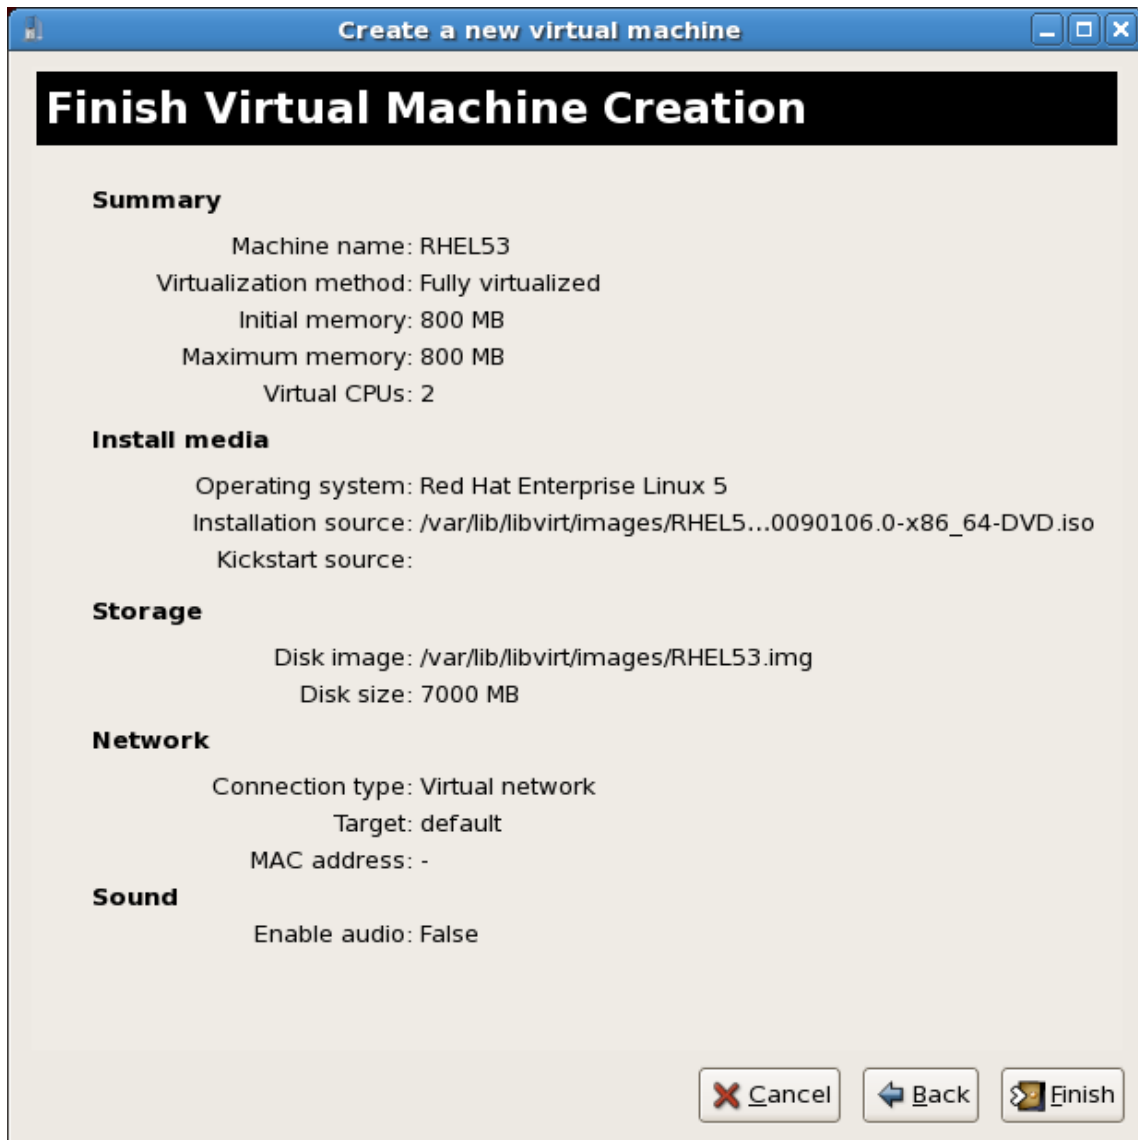 Create a new virtual machine
Finish Virtual Machine Creation
Summary
Machine name: RHEL53
Virtualization method: Fully virtualized
Initial memory: 800 MB
Maximum memory: 800 MB
Virtual CPUs: 2
Install media
Operating system: Red Hat Enterprise Linux 5
Installation source: /var/lib/libvirt/images/RHEL5...0090106.0-x86_64-DVD.iso
Kickstart source:
Storage
Disk image: /var/lib/libvirt/images/RHEL53.img
Disk size: 7000 MB
Network
Connection type: Virtual network
Target: default
MAC address: -
Sound
Enable audio: False
Cancel Back Finish